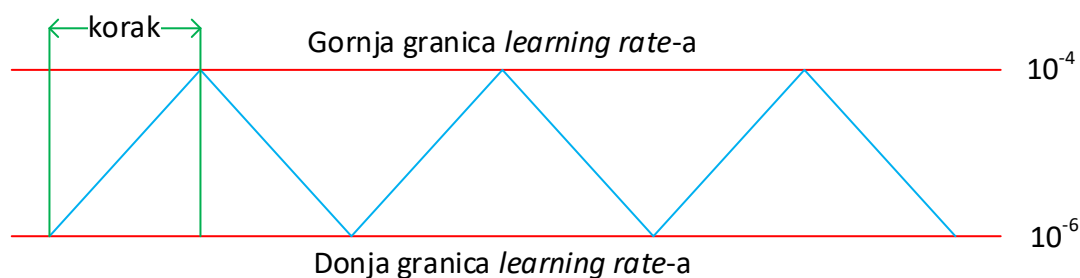 korak
Gornja granica learning rate-a
10⁻⁴
10⁻⁶
Donja granica learning rate-a